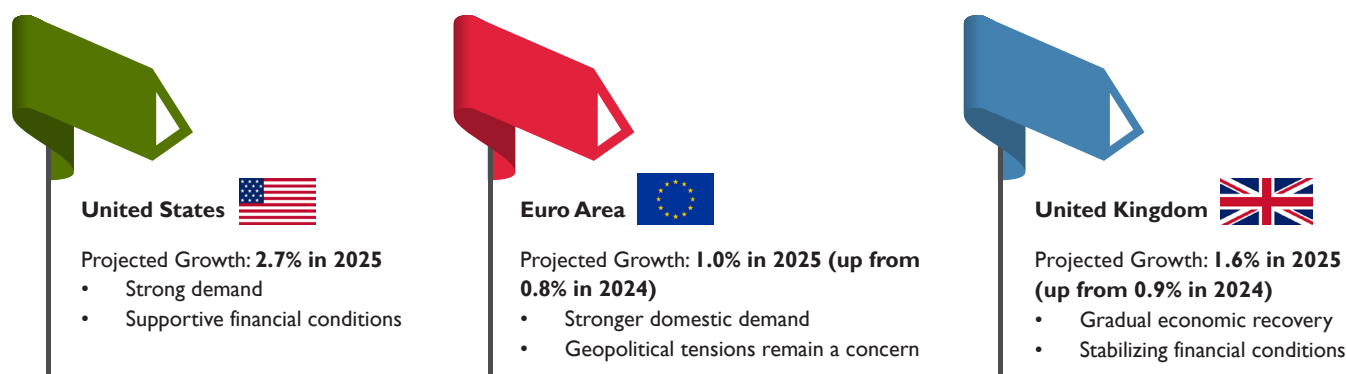 United States
Projected Growth: 2.7% in 2025
• Strong demand
• Supportive financial conditions
Euro Area
Projected Growth: 1.0% in 2025 (up from
0.8% in 2024)
• Stronger domestic demand
• Geopolitical tensions remain a concern
United Kingdom
Projected Growth: 1.6% in 2025
(up from 0.9% in 2024)
• Gradual economic recovery
• Stabilizing financial conditions